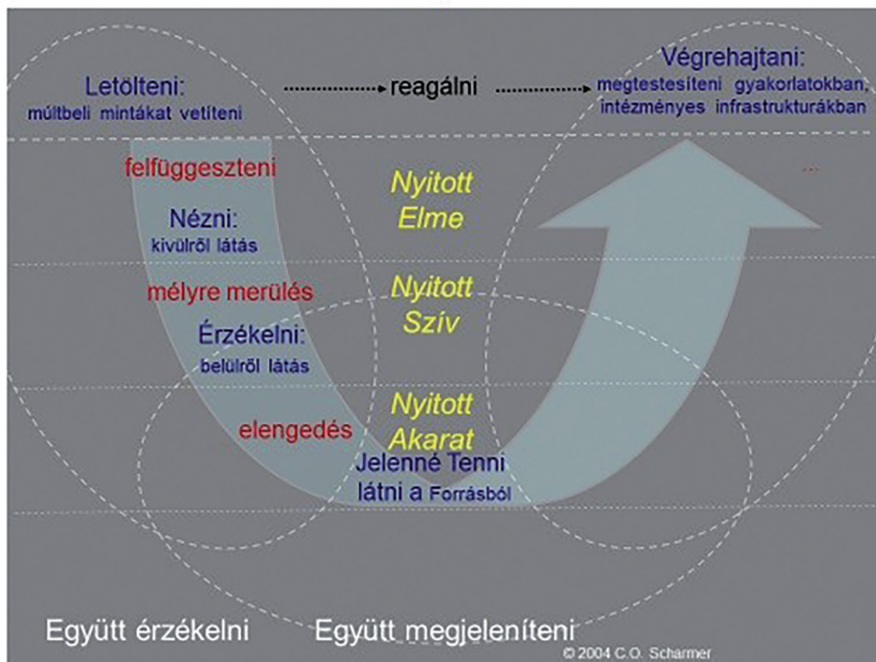 Letölteni:
múltbeli mintákat vetíteni
reagálni
Végrehajtani:
megtestesíteni gyakorlatokban,
intézményes infrastrukturákban
felfüggeszteni
...
Nyitott
Elme
Nézni:
kívülről látás
mélyre merülés
Nyitott
Szív
Érzékelni:
belülről látás
elengedés
Nyitott
Akarat
Jelenné Tenni
látni a Forrásból
Együtt érzékelni
Együtt megjeleníteni
© 2004 C.O. Scharmer